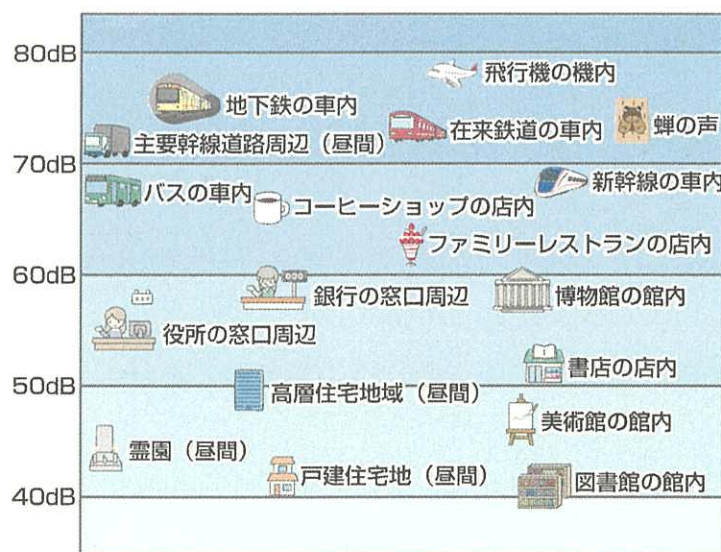 80dB
飛行機の機内
地下鉄の車内
在来鉄道の車内
蝉の声
主要幹線道路周辺（昼間）
70dB
バスの車内
コーヒーショップの店内
新幹線の車内
ファミリーレストランの店内
60dB
銀行の窓口周辺
博物館の館内
役所の窓口周辺
書店の店内
50dB
高層住宅地域（昼間）
美術館の館内
霊園（昼間）
戸建住宅地（昼間）
図書館の館内
40dB